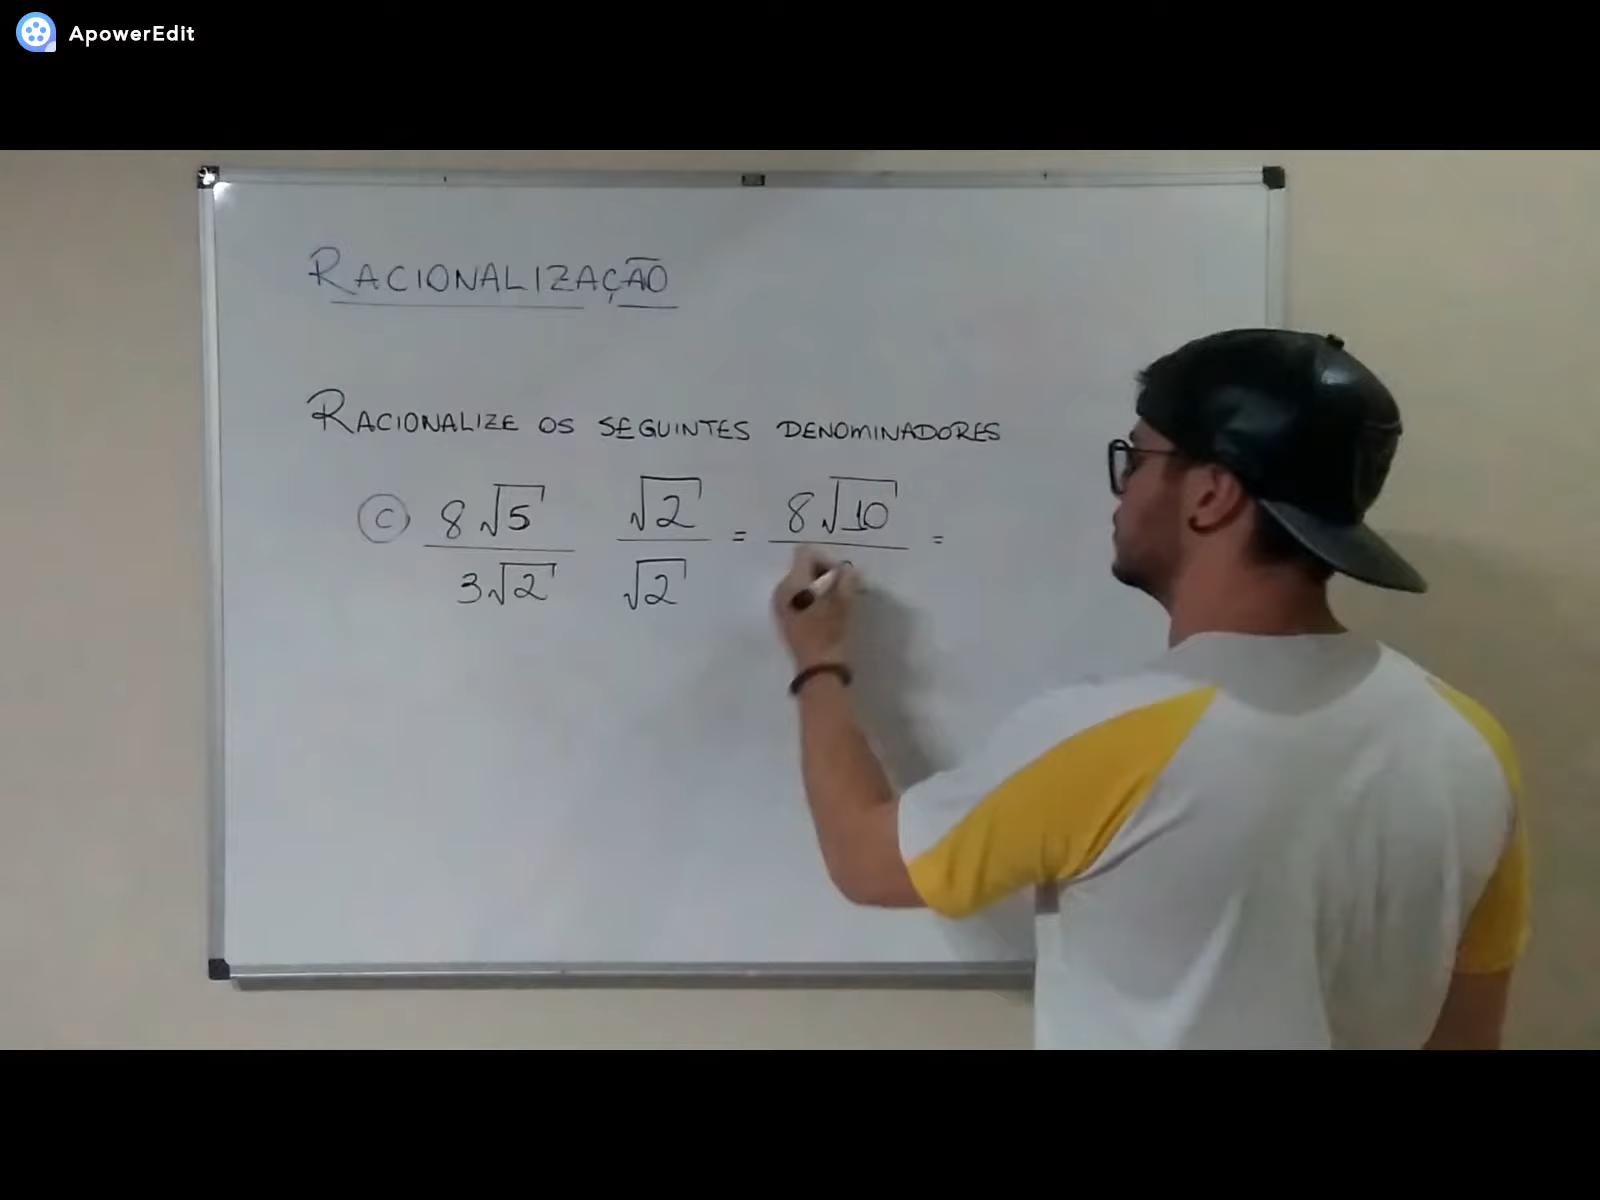 ApowerEdit
RACIONALIZAÇÃO
RACIONALIZE OS SEGUINTES DENOMINADORES
C 8√5 √2 = 8√10 =
3√2 √2